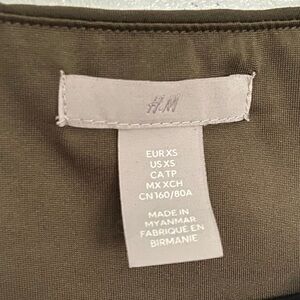 H&M
EUR XS
US XS
CA TP
MX XCH
CN 160/80A
MADE IN
MYANMAR
FABRIQUE EN
BIRMANIE